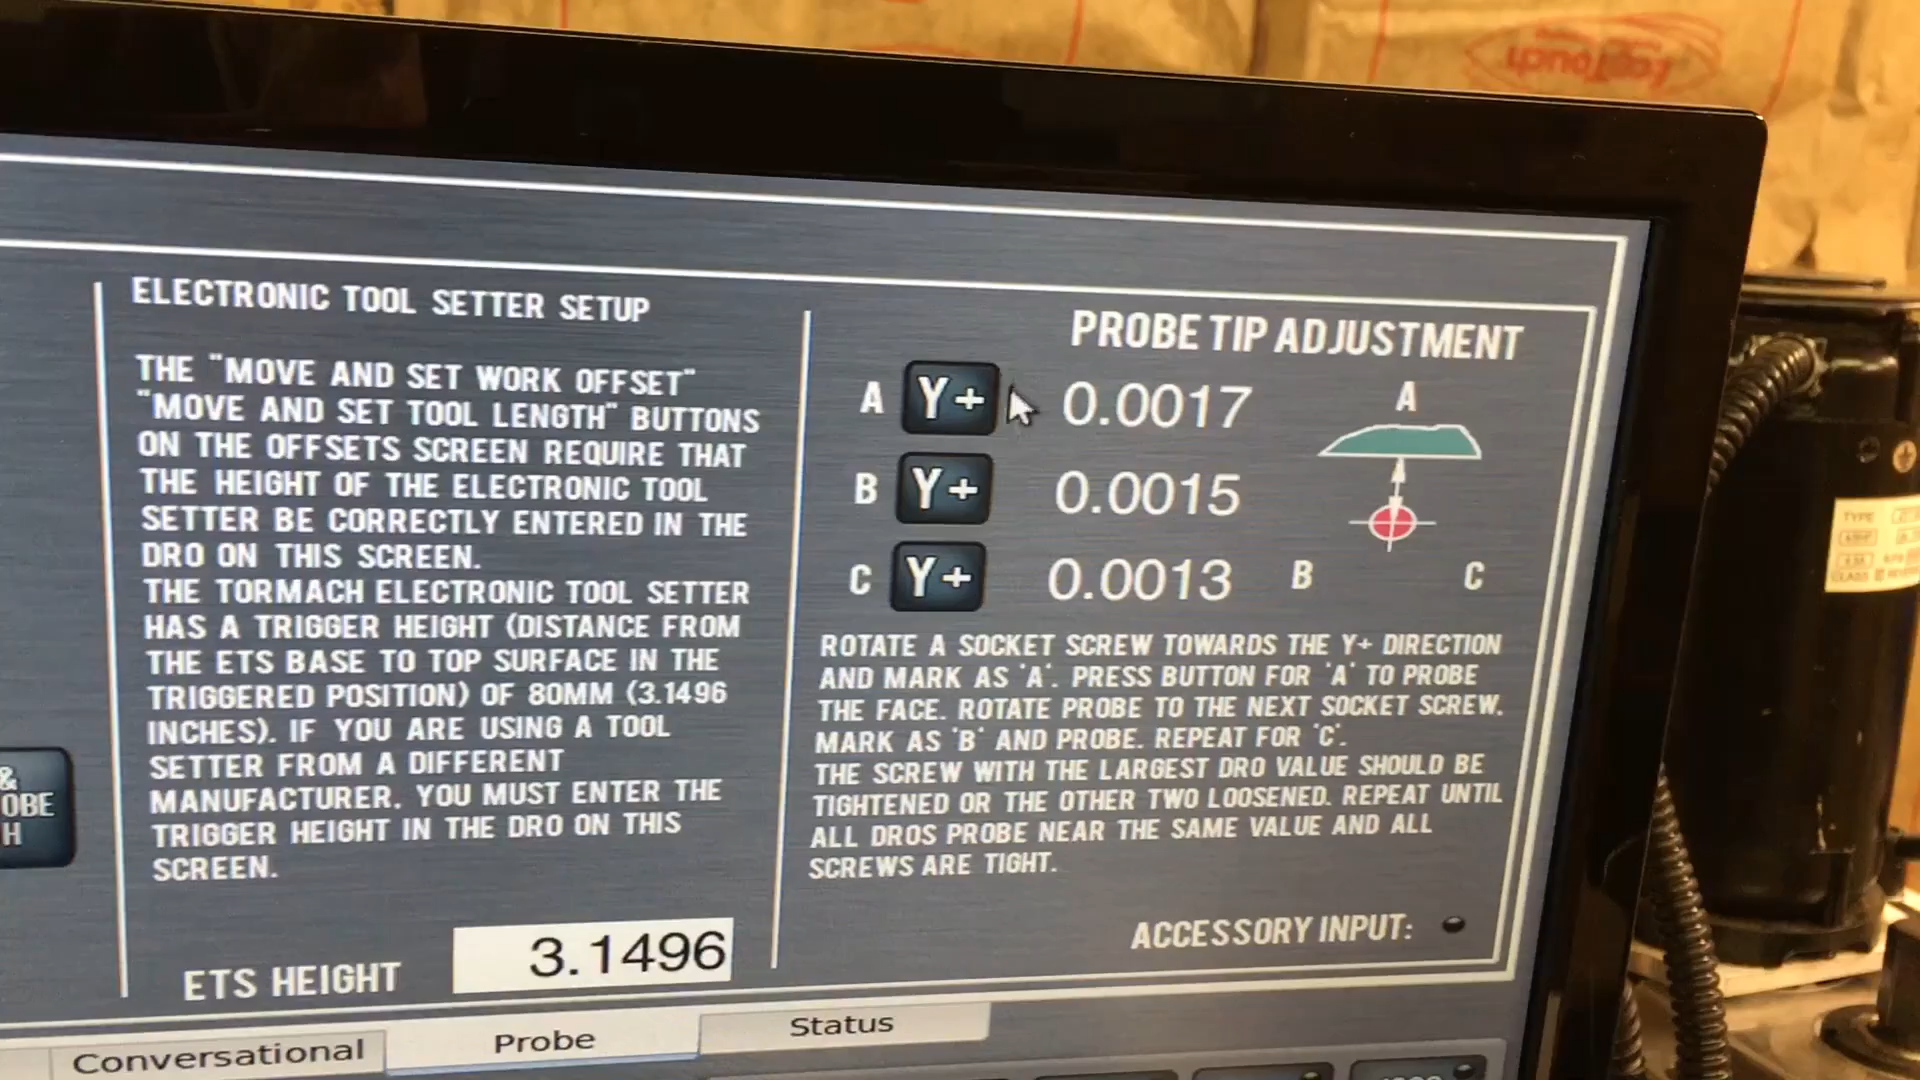 ELECTRONIC TOOL SETTER SETUP
THE "MOVE AND SET WORK OFFSET"
"MOVE AND SET TOOL LENGTH" BUTTONS
ON THE OFFSETS SCREEN REQUIRE THAT
THE HEIGHT OF THE ELECTRONIC TOOL
SETTER BE CORRECTLY ENTERED IN THE
DRO ON THIS SCREEN.
THE TORMACH ELECTRONIC TOOL SETTER
HAS A TRIGGER HEIGHT (DISTANCE FROM
THE ETS BASE TO TOP SURFACE IN THE
TRIGGERED POSITION) OF 80MM (3.1496
INCHES). IF YOU ARE USING A TOOL
SETTER FROM A DIFFERENT
MANUFACTURER, YOU MUST ENTER THE
TRIGGER HEIGHT IN THE DRO ON THIS
SCREEN.
ETS HEIGHT 3.1496
&
OBE
H
PROBE TIP ADJUSTMENT
A Y+ 0.0017 A
B Y+ 0.0015
C Y+ 0.0013 B C
ROTATE A SOCKET SCREW TOWARDS THE Y+ DIRECTION
AND MARK AS 'A'. PRESS BUTTON FOR 'A' TO PROBE
THE FACE. ROTATE PROBE TO THE NEXT SOCKET SCREW,
MARK AS 'B' AND PROBE. REPEAT FOR 'C'.
THE SCREW WITH THE LARGEST DRO VALUE SHOULD BE
TIGHTENED OR THE OTHER TWO LOOSENED. REPEAT UNTIL
ALL DROS PROBE NEAR THE SAME VALUE AND ALL
SCREWS ARE TIGHT.
ACCESSORY INPUT:
Conversational Probe Status
TYPE
CLASS